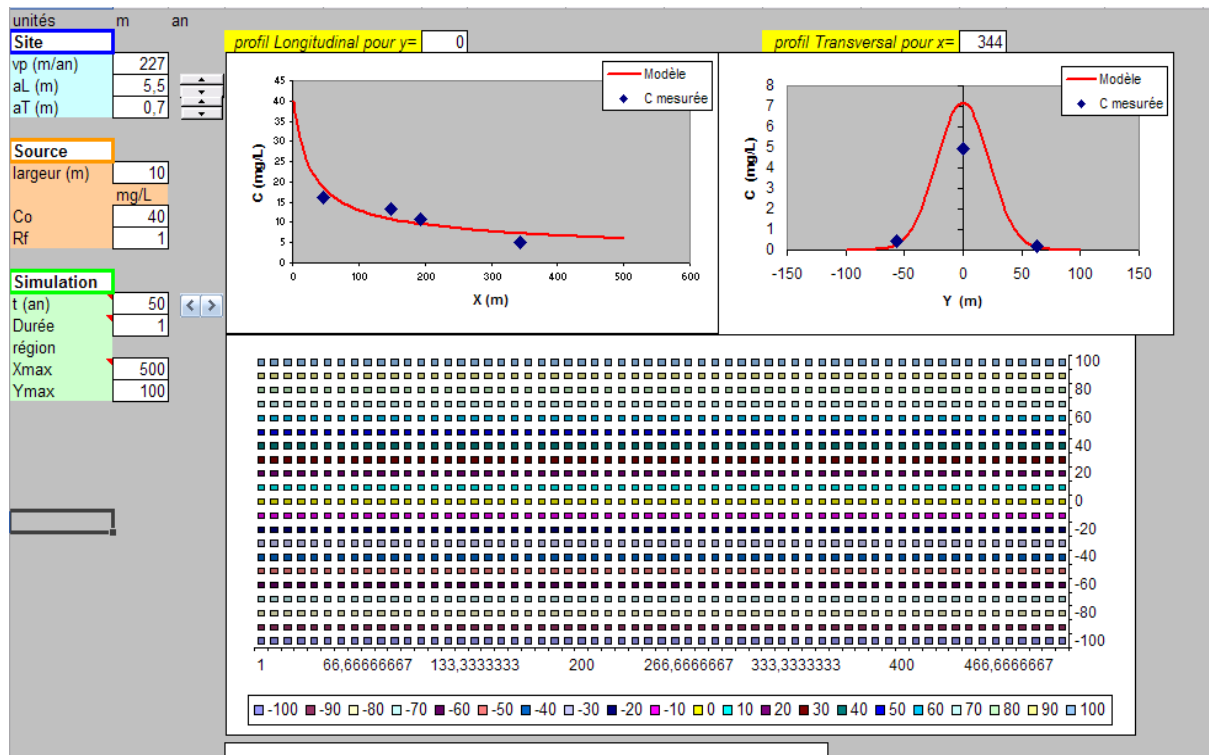 unités m an
Site
vp (m/an) 227
aL (m) 5,5
aT (m) 0,7
Source
largeur (m) 10
mg/L
Co 40
Rf 1
Simulation
t (an) 50
Durée 1
région
Xmax 500
Ymax 100
profil Longitudinal pour y= 0
C (mg/L)
45
40
35
30
25
20
15
10
5
0
0 100 200 300 400 500 600
X (m)
Modèle
C mesurée
profil Transversal pour x= 344
C (mg/L)
8
7
6
5
4
3
2
1
0
-150 -100 -50 0 50 100 150
Y (m)
Modèle
C mesurée
100
80
60
40
20
0
-20
-40
-60
-80
-100
1 66,66666667 133,3333333 200 266,6666667 333,3333333 400 466,6666667
-100 -90 -80 -70 -60 -50 -40 -30 -20 -10 0 10 20 30 40 50 60 70 80 90 100